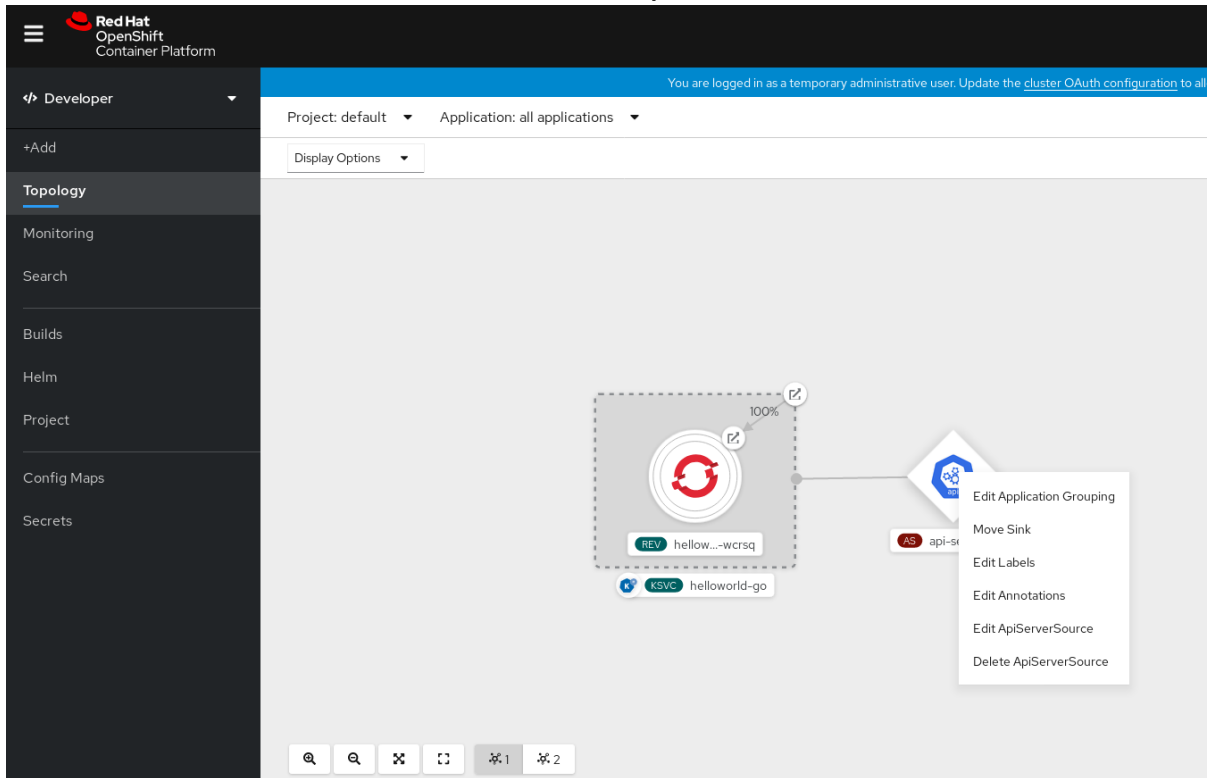 Red Hat
OpenShift
Container Platform
You are logged in as a temporary administrative user. Update the cluster OAuth configuration to all
Developer
Project: default
Application: all applications
+Add
Display Options
Topology
Monitoring
Search
Builds
Helm
Project
Config Maps
Secrets
100%
api
REV hellow...-wcrsq
AS api-se
KSVC helloworld-go
Edit Application Grouping
Move Sink
Edit Labels
Edit Annotations
Edit ApiServerSource
Delete ApiServerSource
1
2